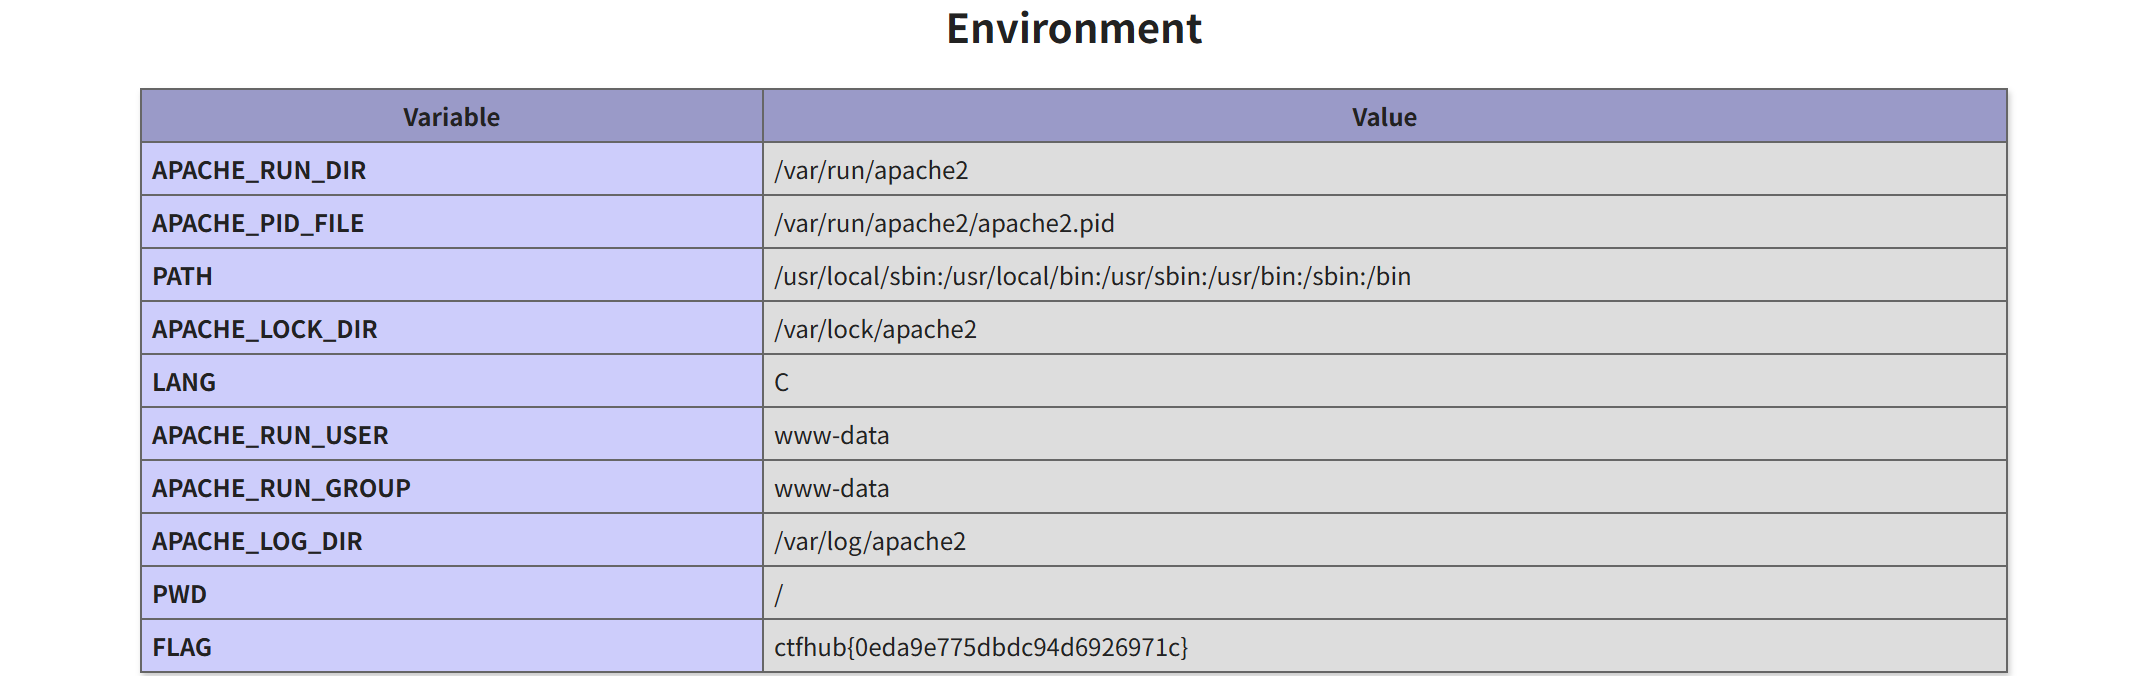 Environment
Variable Value
APACHE_RUN_DIR /var/run/apache2
APACHE_PID_FILE /var/run/apache2/apache2.pid
PATH /usr/local/sbin:/usr/local/bin:/usr/sbin:/usr/bin:/sbin:/bin
APACHE_LOCK_DIR /var/lock/apache2
LANG C
APACHE_RUN_USER www-data
APACHE_RUN_GROUP www-data
APACHE_LOG_DIR /var/log/apache2
PWD /
FLAG ctfhub{0eda9e775dbdc94d6926971c}